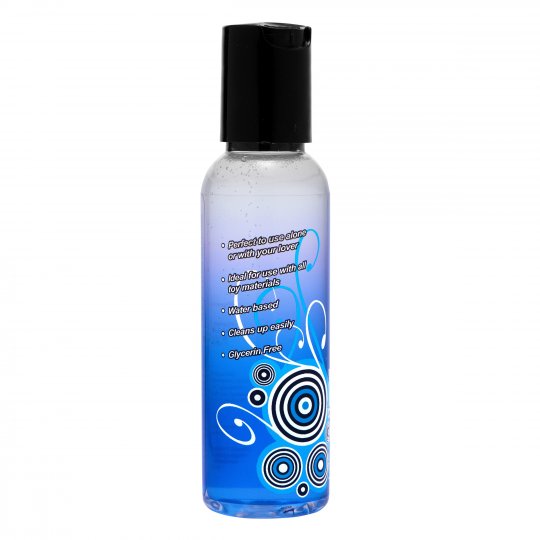 • Perfect to use alone
or with your lover
• Ideal for use with all
toy materials
• Water based
• Cleans up easily
• Glycerin Free